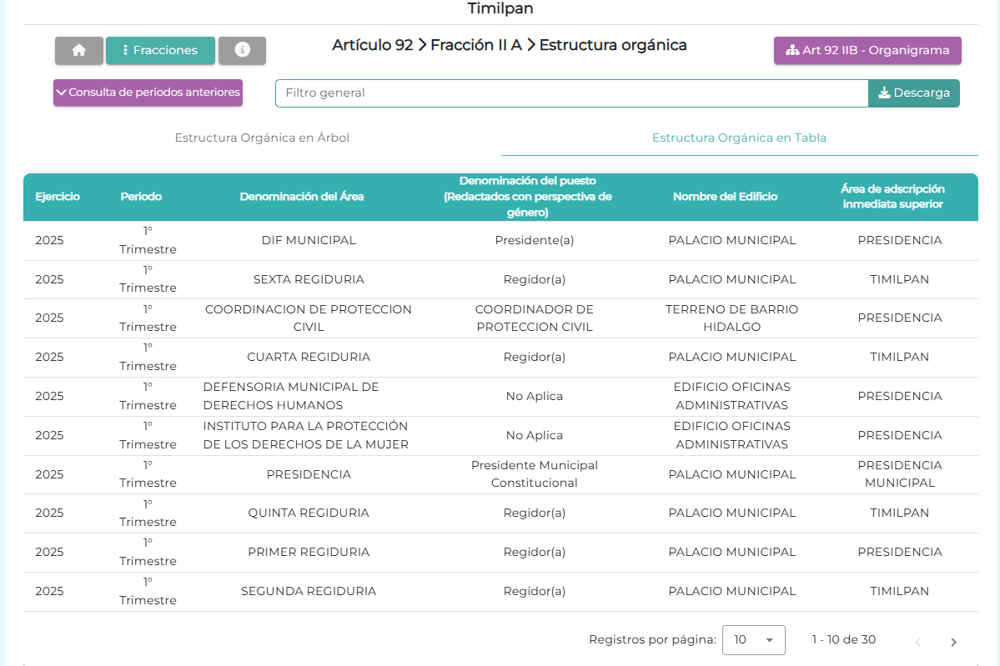 Timilpan
Fracciones
Artículo 92 > Fracción II A > Estructura orgánica
Art 92 IIB - Organigrama
Consulta de periodos anteriores
Filtro general
Descarga
Estructura Orgánica en Árbol
Estructura Orgánica en Tabla
Ejercicio
Periodo
Denominación del Área
Denominación del puesto
(Redactados con perspectiva de
género)
Nombre del Edificio
Área de adscripción
inmediata superior
2025
1°
Trimestre
DIF MUNICIPAL
Presidente(a)
PALACIO MUNICIPAL
PRESIDENCIA
2025
1°
Trimestre
SEXTA REGIDURIA
Regidor(a)
PALACIO MUNICIPAL
TIMILPAN
2025
1°
Trimestre
COORDINACION DE PROTECCION
CIVIL
COORDINADOR DE
PROTECCION CIVIL
TERRENO DE BARRIO
HIDALGO
PRESIDENCIA
2025
1°
Trimestre
CUARTA REGIDURIA
Regidor(a)
PALACIO MUNICIPAL
TIMILPAN
2025
1°
Trimestre
DEFENSORIA MUNICIPAL DE
DERECHOS HUMANOS
No Aplica
EDIFICIO OFICINAS
ADMINISTRATIVAS
PRESIDENCIA
2025
1°
Trimestre
INSTITUTO PARA LA PROTECCIÓN
DE LOS DERECHOS DE LA MUJER
No Aplica
EDIFICIO OFICINAS
ADMINISTRATIVAS
PRESIDENCIA
2025
1°
Trimestre
PRESIDENCIA
Presidente Municipal
Constitucional
PALACIO MUNICIPAL
PRESIDENCIA
MUNICIPAL
2025
1°
Trimestre
QUINTA REGIDURIA
Regidor(a)
PALACIO MUNICIPAL
TIMILPAN
2025
1°
Trimestre
PRIMER REGIDURIA
Regidor(a)
PALACIO MUNICIPAL
PRESIDENCIA
2025
1°
Trimestre
SEGUNDA REGIDURIA
Regidor(a)
PALACIO MUNICIPAL
TIMILPAN
Registros por página:
10
1 - 10 de 30